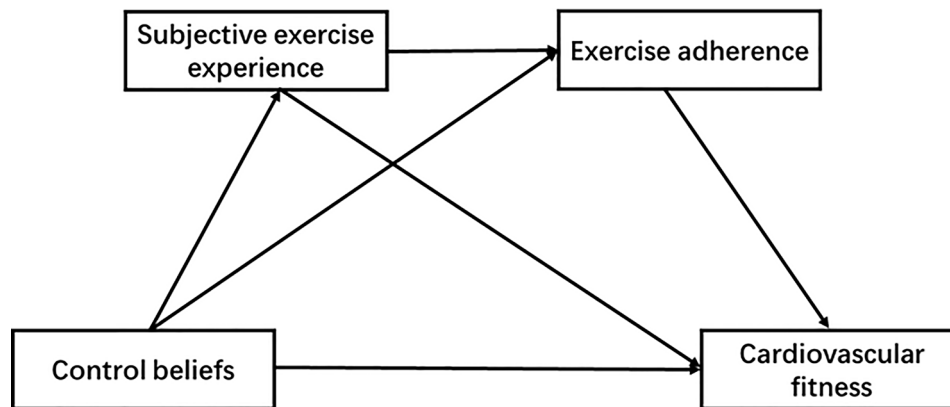 Subjective exercise
experience
Exercise adherence
Control beliefs
Cardiovascular
fitness